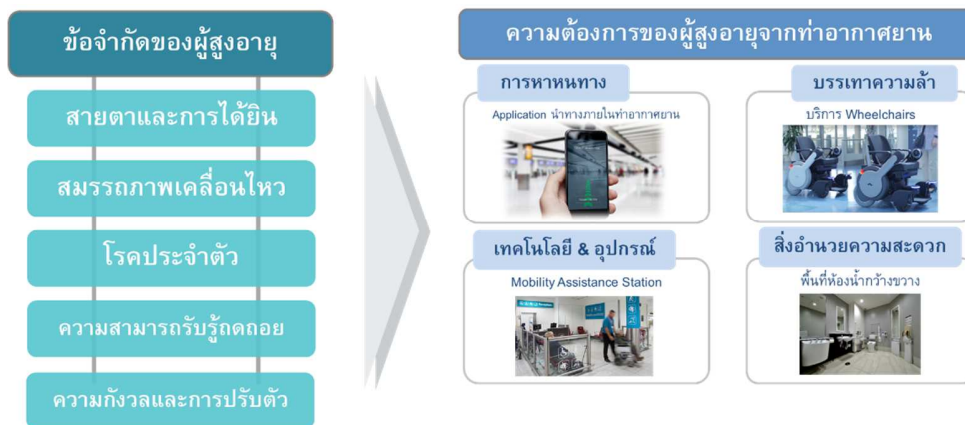 ข้อจำกัดของผู้สูงอายุ
สายตาและการได้ยิน
สมรรถภาพเคลื่อนไหว
โรคประจำตัว
ความสามารถรับรู้ถดถอย
ความกังวลและการปรับตัว
ความต้องการของผู้สูงอายุจากท่าอากาศยาน
การหาหนทาง
Application นำทางภายในท่าอากาศยาน
บรรเทาความล้า
บริการ Wheelchairs
เทคโนโลยี & อุปกรณ์
Mobility Assistance Station
สิ่งอำนวยความสะดวก
พื้นที่ห้องน้ำกว้างขวาง